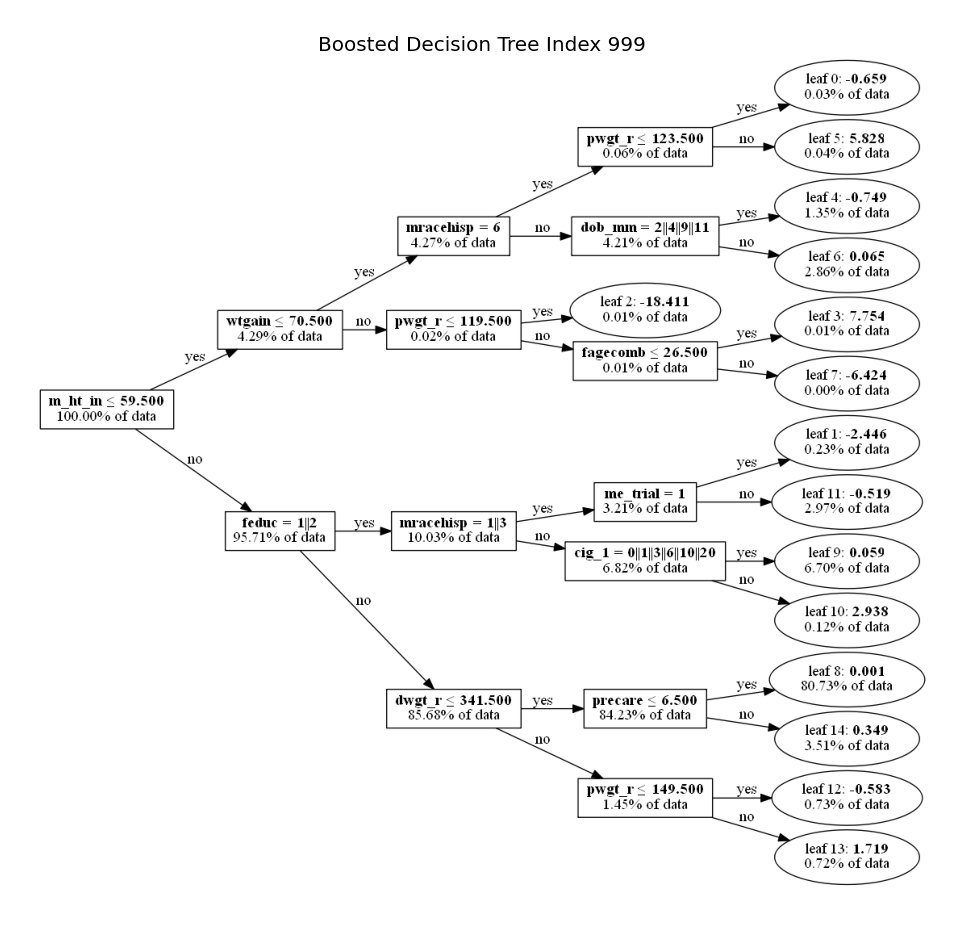 Boosted Decision Tree Index 999
leaf 0: -0.659
0.03% of data
yes
pwgt_r ≤ 123.500
0.06% of data
no
leaf 5: 5.828
0.04% of data
yes
leaf 4: -0.749
1.35% of data
yes
mracehisp = 6
4.27% of data
no
dob_mm = 2||4||9||11
4.21% of data
no
leaf 6: 0.065
2.86% of data
yes
leaf 2: -18.411
0.01% of data
yes
leaf 3: 7.754
0.01% of data
wtgain ≤ 70.500
4.29% of data
no
pwgt_r ≤ 119.500
0.02% of data
no
fagecomb ≤ 26.500
0.01% of data
yes
no
leaf 7: -6.424
0.00% of data
yes
m_ht_in ≤ 59.500
100.00% of data
no
leaf 1: -2.446
0.23% of data
yes
me_trial = 1
3.21% of data
no
leaf 11: -0.519
2.97% of data
yes
feduc = 1||2
95.71% of data
yes
mracehisp = 1||3
10.03% of data
no
cig_1 = 0||1||3||6||10||20
6.82% of data
yes
leaf 9: 0.059
6.70% of data
no
leaf 10: 2.938
0.12% of data
no
leaf 8: 0.001
80.73% of data
yes
dwgt_r ≤ 341.500
85.68% of data
yes
precare ≤ 6.500
84.23% of data
no
leaf 14: 0.349
3.51% of data
no
pwgt_r ≤ 149.500
1.45% of data
yes
leaf 12: -0.583
0.73% of data
no
leaf 13: 1.719
0.72% of data